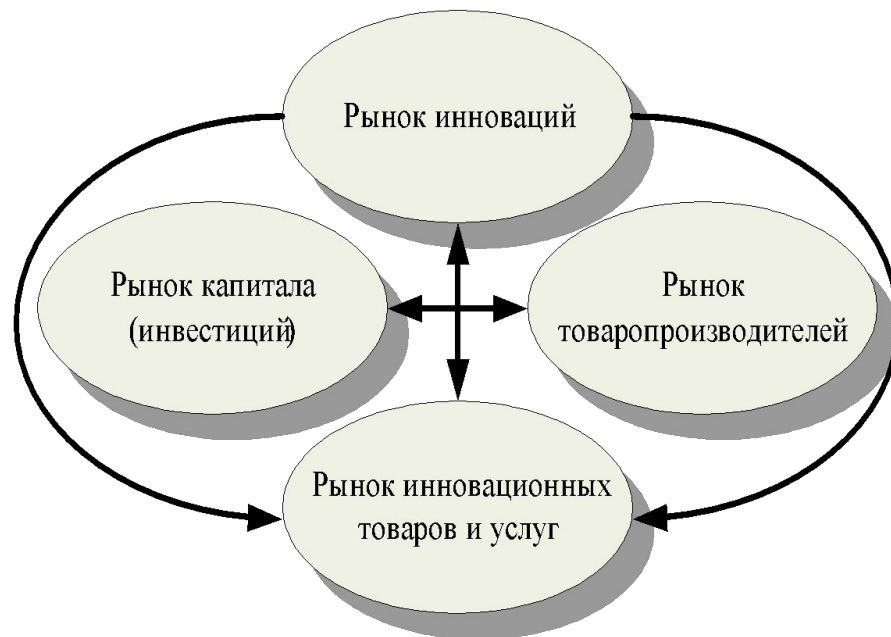 Рынок инноваций
Рынок капитала
(инвестиций)
Рынок
товаропроизводителей
Рынок инновационных
товаров и услуг